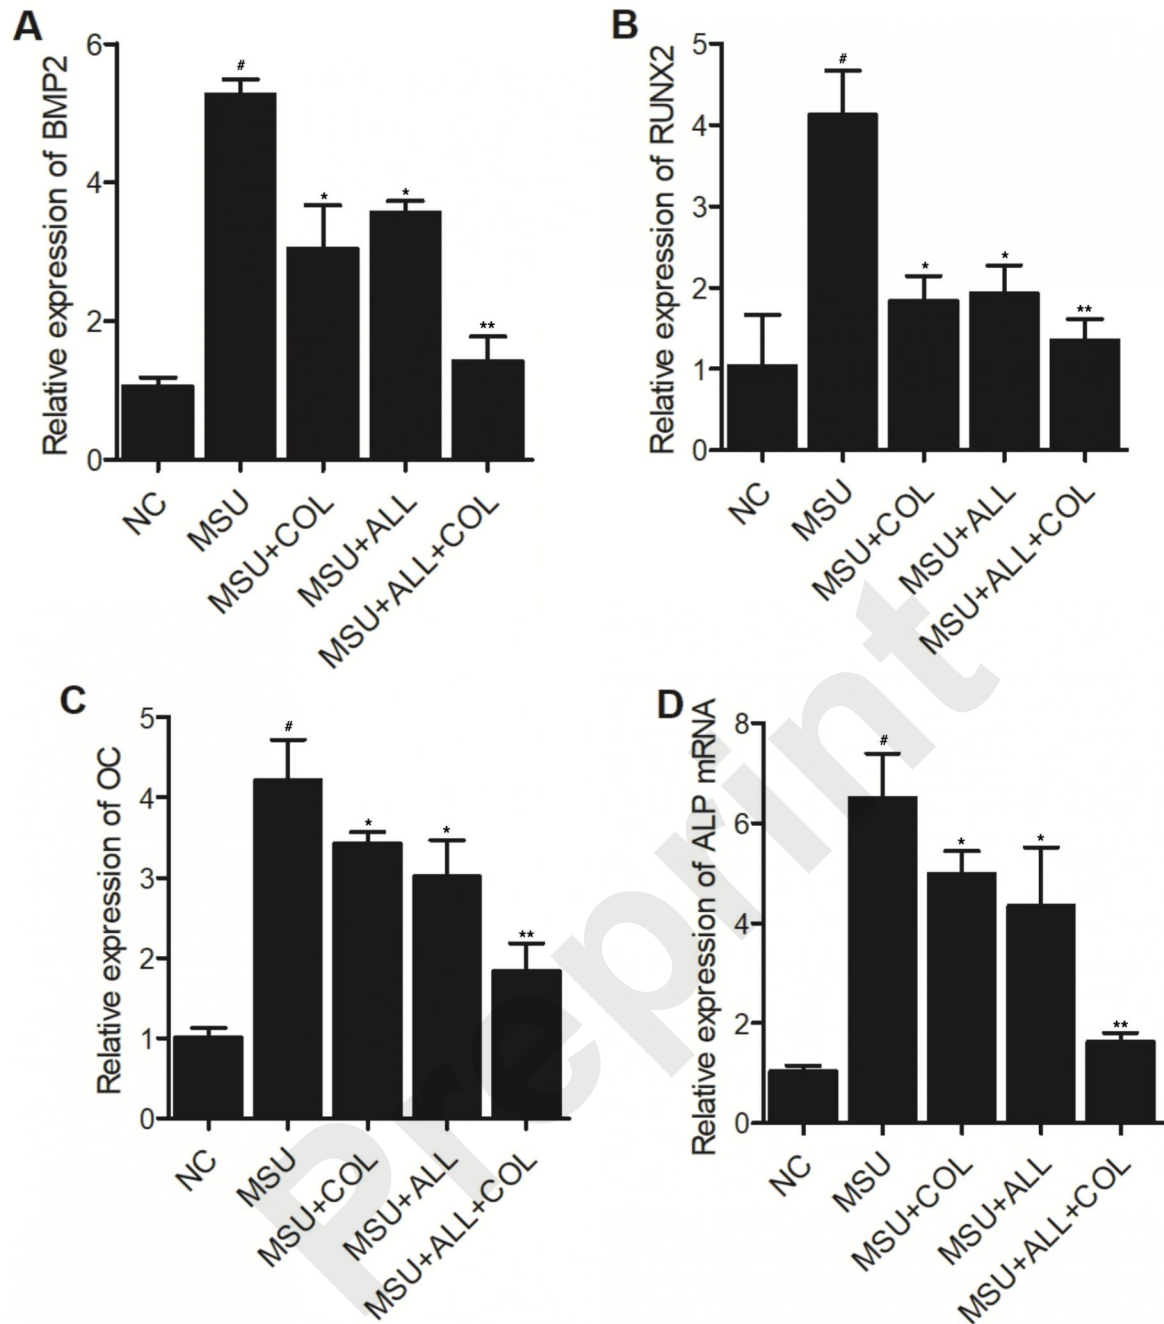 A
Relative expression of BMP2
6
4
2
0
#
*
*
**
NC
MSU
MSU+COL
MSU+ALL
MSU+ALL+COL
B
Relative expression of RUNX2
5
4
3
2
1
0
#
*
*
**
NC
MSU
MSU+COL
MSU+ALL
MSU+ALL+COL
C
Relative expression of OC
5
4
3
2
1
0
#
*
*
**
NC
MSU
MSU+COL
MSU+ALL
MSU+ALL+COL
D
Relative expression of ALP mRNA
8
6
4
2
0
#
*
*
**
NC
MSU
MSU+COL
MSU+ALL
MSU+ALL+COL
Preprint